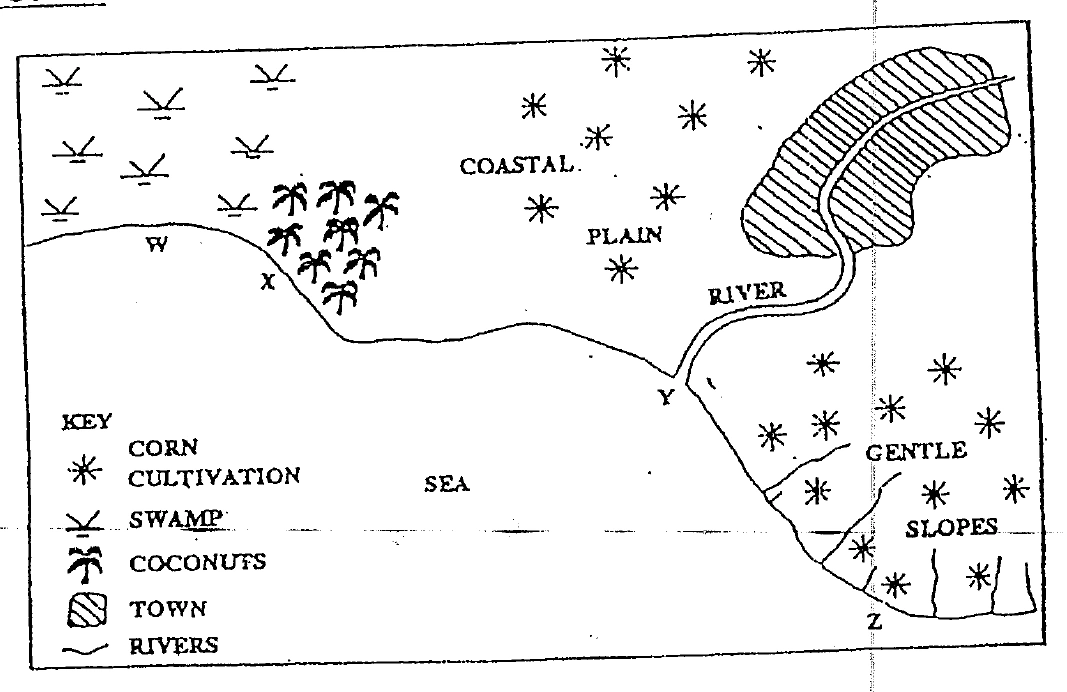 COASTAL
PLAIN
RIVER
W
X
Y
GENTLE
SLOPES
Z
SEA
KEY
CORN
CULTIVATION
SWAMP
COCONUTS
TOWN
RIVERS